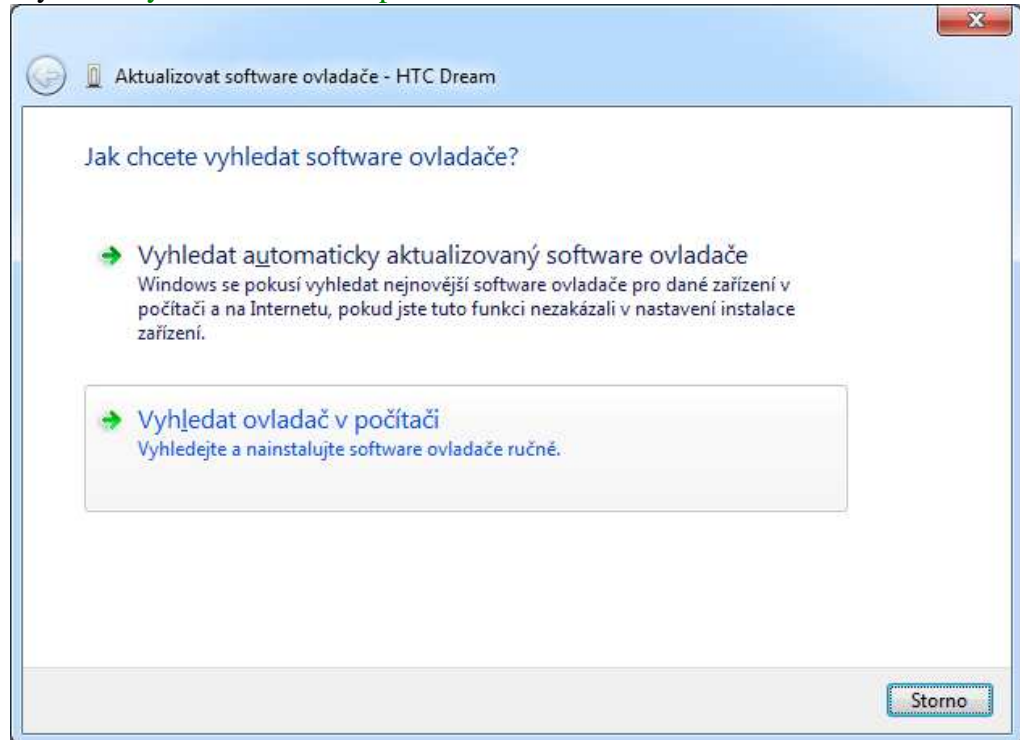 Aktualizovat software ovladače - HTC Dream
Jak chcete vyhledat software ovladače?
Vyhledat automaticky aktualizovaný software ovladače
Windows se pokusí vyhledat nejnovější software ovladače pro dané zařízení v
počítači a na Internetu, pokud jste tuto funkci nezakázali v nastavení instalace
zařízení.
Vyhledat ovladač v počítači
Vyhledejte a nainstalujte software ovladače ručně.
Storno